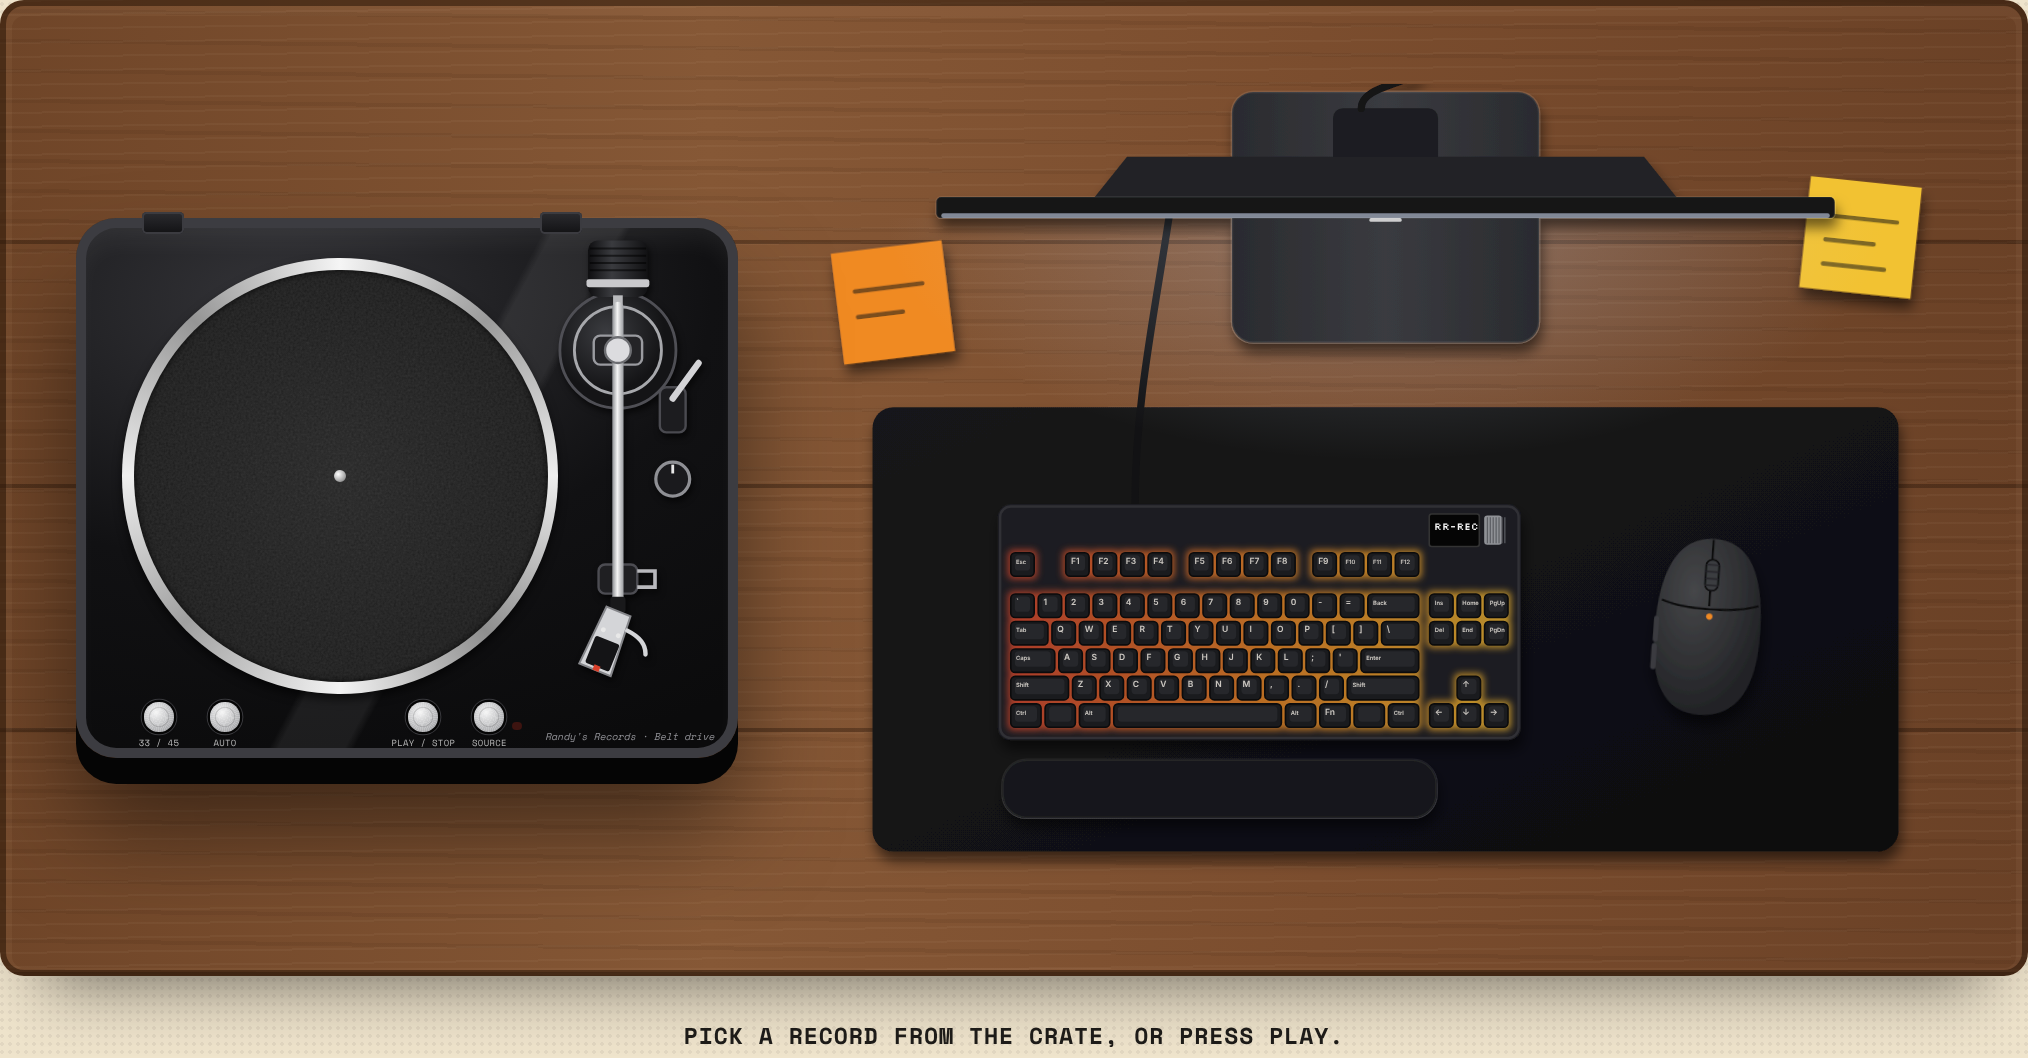 RR-REC
Esc F1 F2 F3 F4 F5 F6 F7 F8 F9 F10 F11 F12
` 1 2 3 4 5 6 7 8 9 0 - = Back Ins Home PgUp
Tab Q W E R T Y U I O P [ ] \ Del End PgDn
Caps A S D F G H J K L ; ' Enter
Shift Z X C V B N M , . / Shift ↑
Ctrl Alt Alt Fn Ctrl ← ↓ →
33 / 45 AUTO PLAY / STOP SOURCE Randy's Records · Belt drive
PICK A RECORD FROM THE CRATE, OR PRESS PLAY.